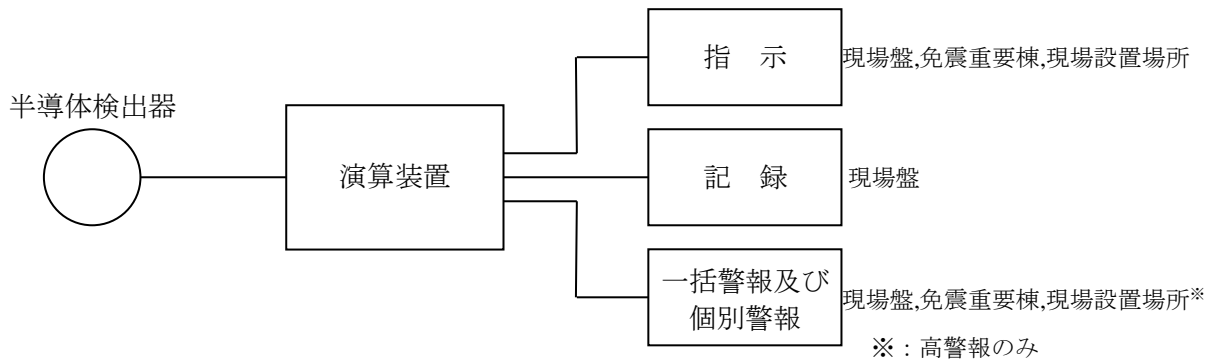 半導体検出器
演算装置
指　示
現場盤,免震重要棟,現場設置場所
記　録
現場盤
一括警報及び
個別警報
現場盤,免震重要棟,現場設置場所※
※：高警報のみ